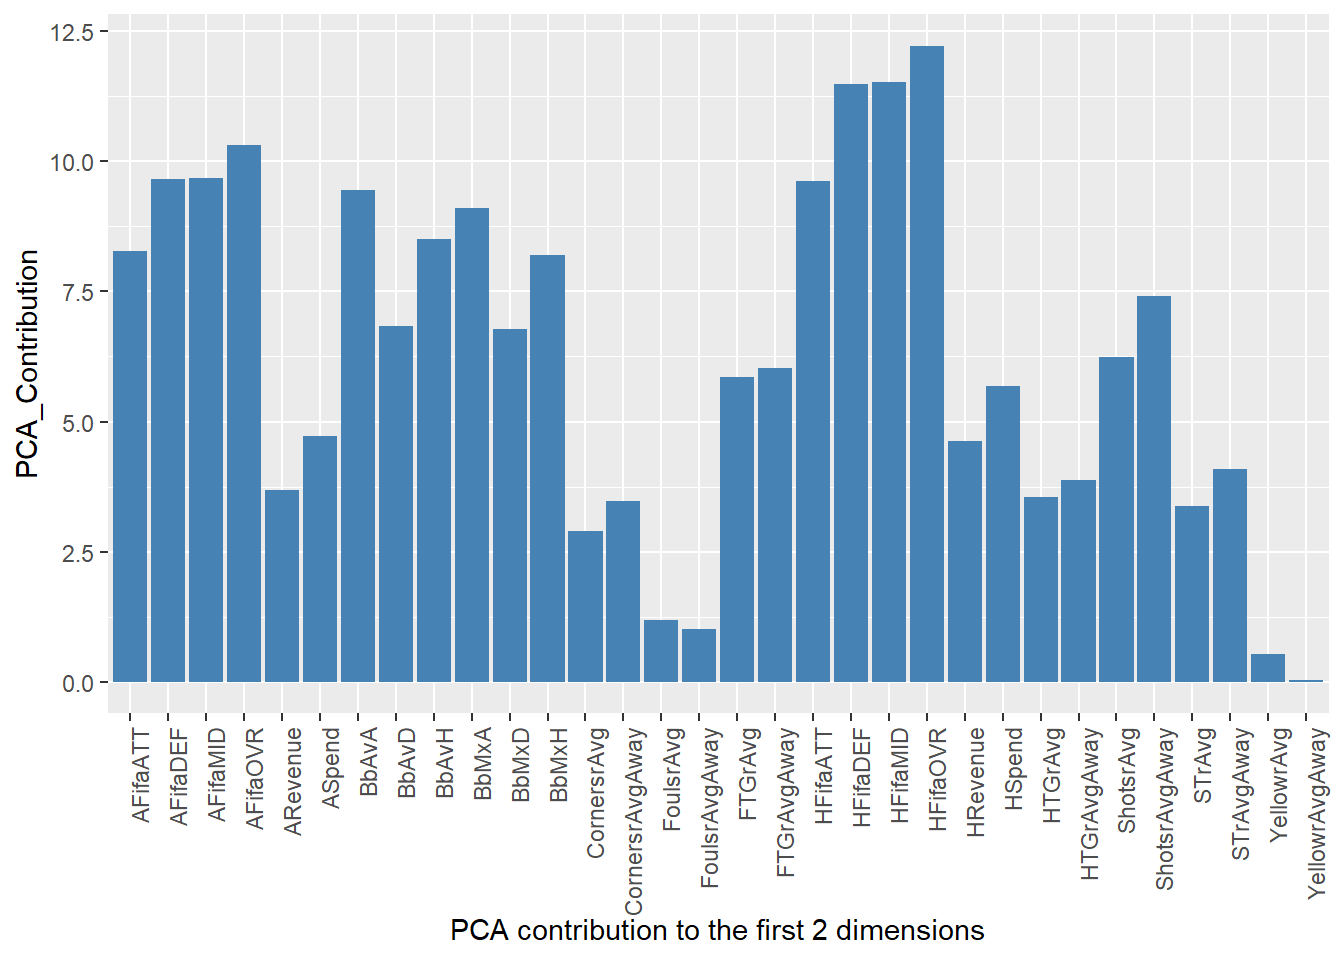 12.5
10.0
7.5
5.0
2.5
0.0
PCA_Contribution
AFifaATT
AFifaDEF
AFifaMID
AFifaOVR
ARevenue
ASpend
BbAvA
BbAvD
BbAvH
BbMxA
BbMxD
BbMxH
CornersrAvg
CornersrAvgAway
FoulsrAvg
FoulsrAvgAway
FTGrAvg
FTGrAvgAway
HFifaATT
HFifaDEF
HFifaMID
HFifaOVR
HRevenue
HSpend
HTGrAvg
HTGrAvgAway
ShotsrAvg
ShotsrAvgAway
STrAvg
STrAvgAway
YellowrAvg
YellowrAvgAway
PCA contribution to the first 2 dimensions